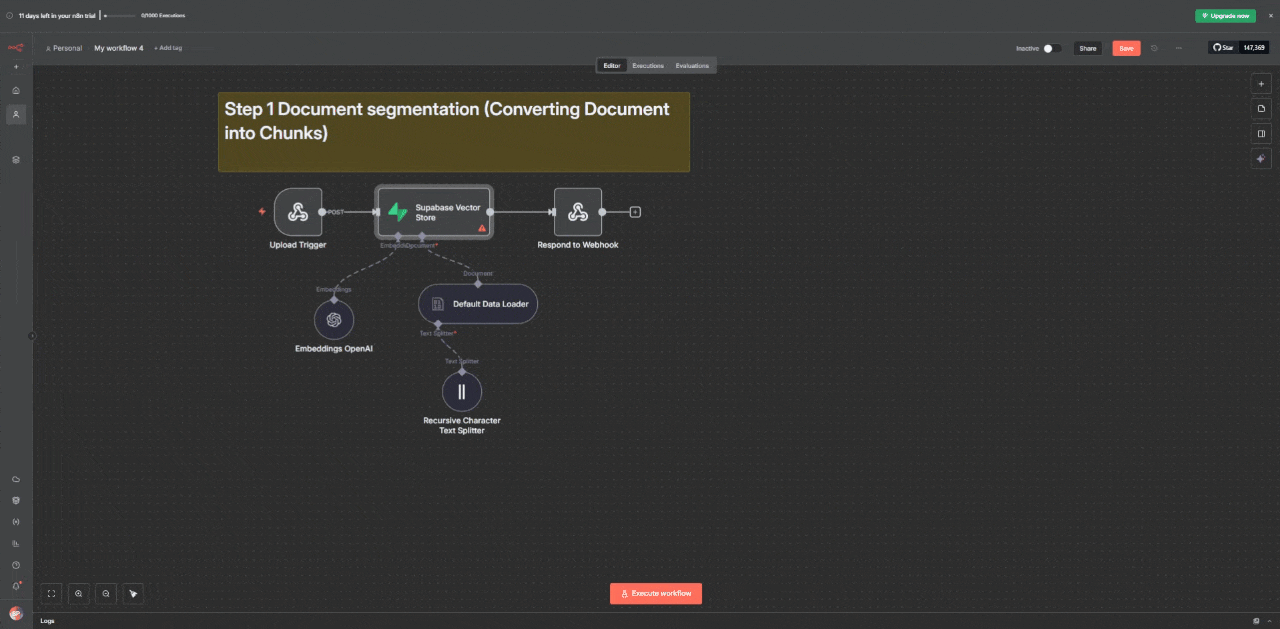 11 days left in your n8n trial
0/1000 Executions
Upgrade now
Personal
My workflow 4
+ Add tag
Inactive
Share
Save
Star
147,369
Editor
Executions
Evaluations
Step 1 Document segmentation (Converting Document
into Chunks)
POST
Supabase Vector
Store
Upload Trigger
Respond to Webhook
Document*
Document
Embeddings
Default Data Loader
Text Splitter*
Embeddings OpenAI
Text Splitter
Recursive Character
Text Splitter
Execute workflow
Logs